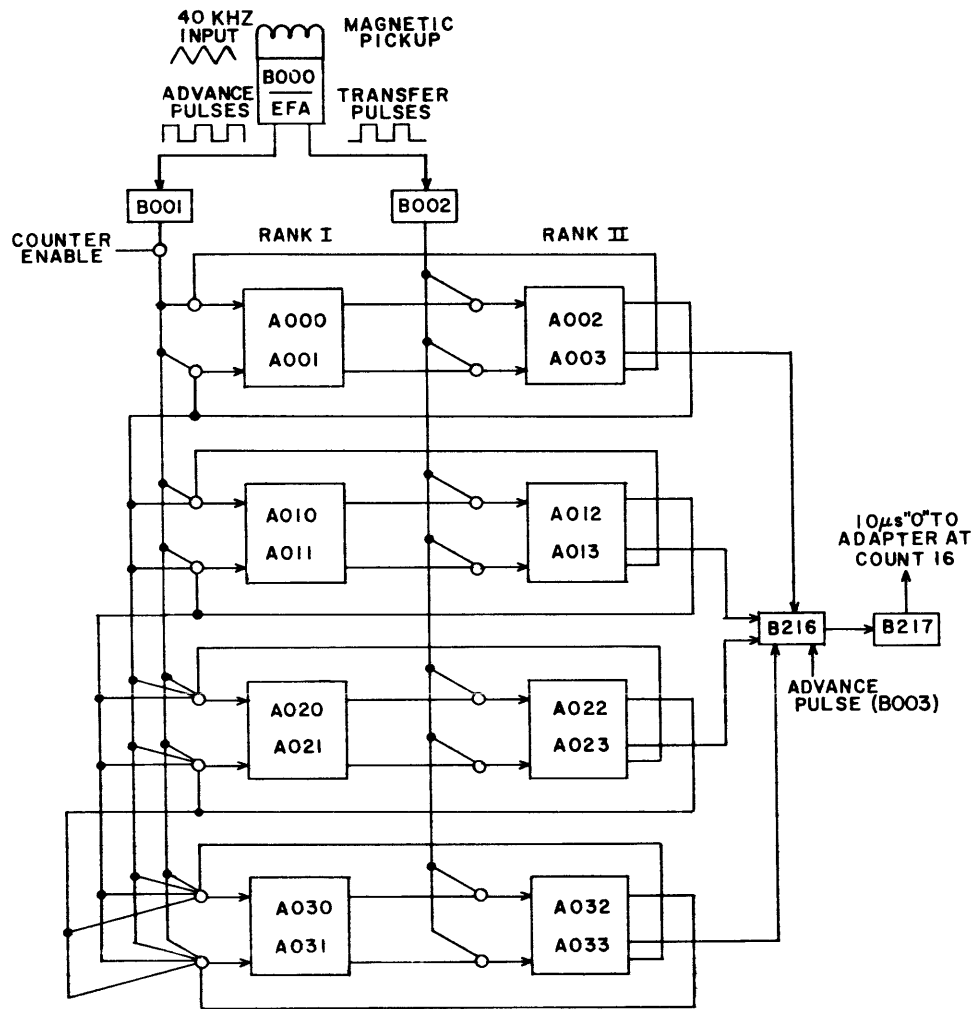 40 KHZ
INPUT
MAGNETIC
PICKUP
B000
EFA
ADVANCE
PULSES
TRANSFER
PULSES
B001
B002
COUNTER
ENABLE
RANK I
RANK II
A000
A001
A002
A003
A010
A011
A012
A013
10μs"0"TO
ADAPTER AT
COUNT 16
B216
B217
ADVANCE
PULSE (B003)
A020
A021
A022
A023
A030
A031
A032
A033